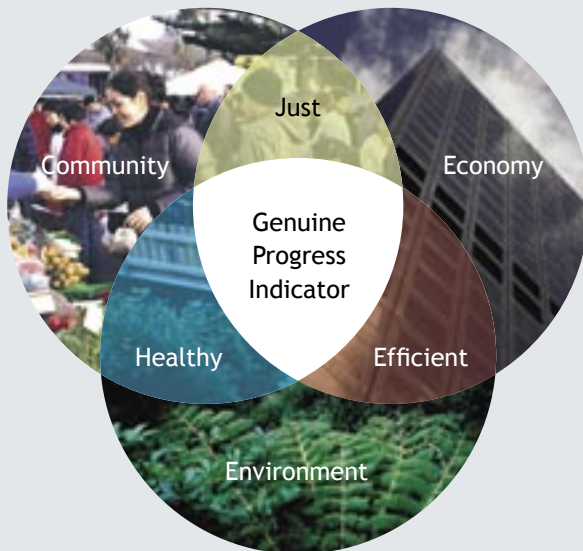 Just
Community
Economy
Genuine
Progress
Indicator
Healthy
Efficient
Environment